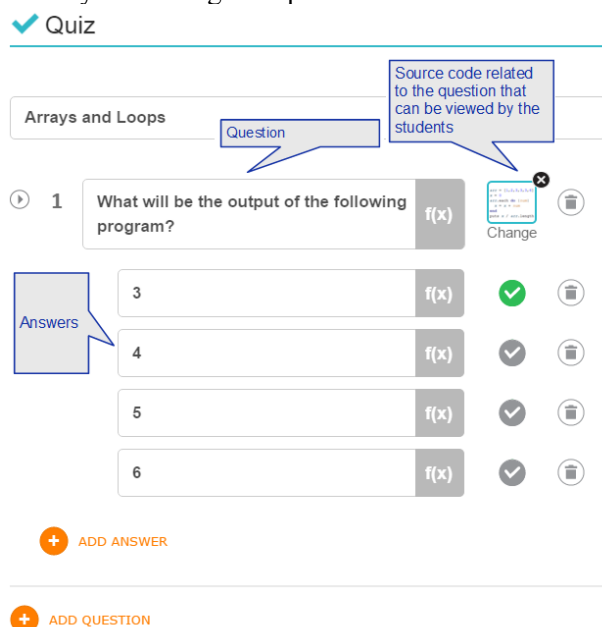 Quiz
Source code related
to the question that
can be viewed by the
students
Arrays and Loops
Question
1
What will be the output of the following
program?
f(x)
Change
Answers
3
f(x)
4
f(x)
5
f(x)
6
f(x)
ADD ANSWER
ADD QUESTION